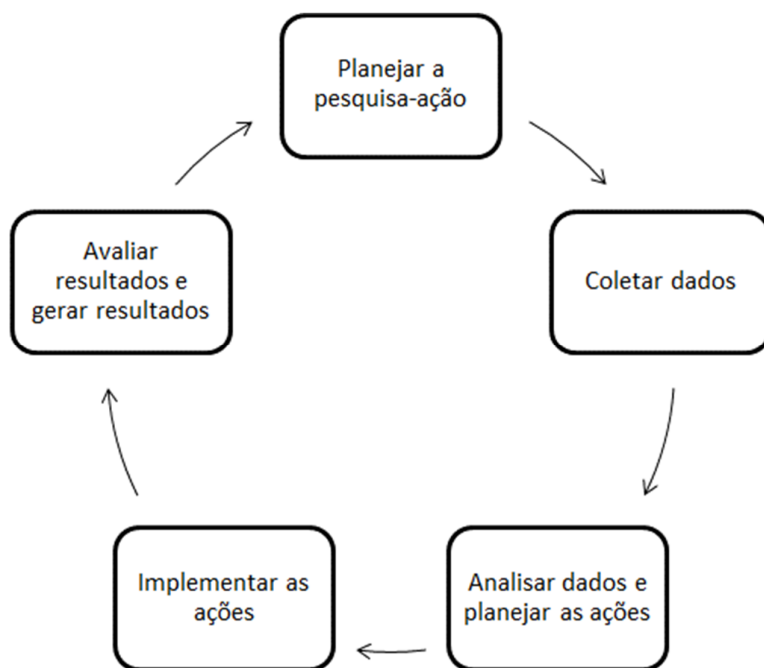 Planejar a
pesquisa-ação
Coletar dados
Analisar dados e
planejar as ações
Implementar as
ações
Avaliar
resultados e
gerar resultados